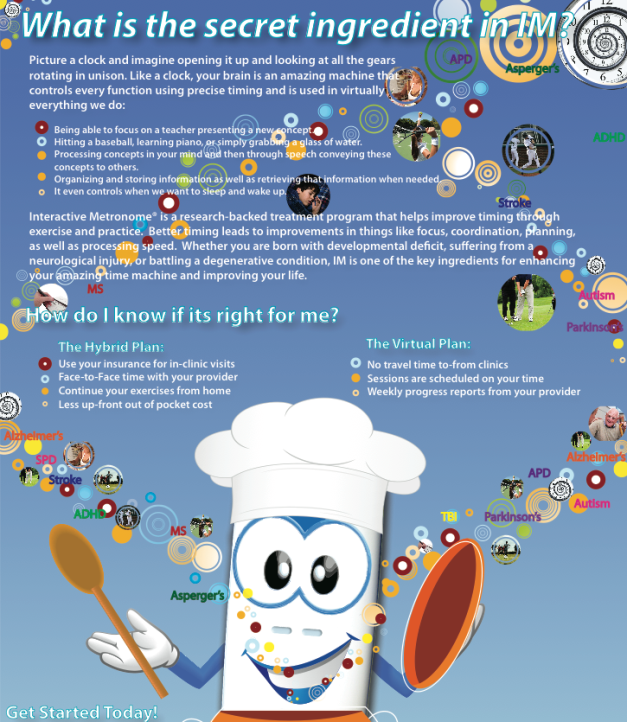 What is the secret ingredient in IM?
Picture a clock and imagine opening it up and looking at all the gears
rotating in unison. Like a clock, your brain is an amazing machine that
controls every function using precise timing and is used in virtually
everything we do:
APD
Asperger's
Being able to focus on a teacher presenting a new concept.
Hitting a baseball, learning piano, or simply grabbing a glass of water.
Processing concepts in your mind and then through speech conveying these
concepts to others.
Organizing and storing information as well as retrieving that information when needed.
It even controls when we want to sleep and wake up.
ADHD
Stroke
Interactive Metronome® is a research-backed treatment program that helps improve timing through
exercise and practice. Better timing leads to improvements in things like focus, coordination, planning,
as well as processing speed. Whether you are born with developmental deficit, suffering from a
neurological injury, or battling a degenerative condition, IM is one of the key ingredients for enhancing
your amazing time machine and improving your life.
MS
Autism
Parkinson's
How do I know if its right for me?
The Hybrid Plan:
Use your insurance for in-clinic visits
Face-to-Face time with your provider
Continue your exercises from home
Less up-front out of pocket cost
The Virtual Plan:
No travel time to-from clinics
Sessions are scheduled on your time
Weekly progress reports from your provider
Alzheimer's
SPD
Stroke
ADHD
MS
Asperger's
Alzheimer's
APD
Autism
TBI
Parkinson's
Get Started Today!